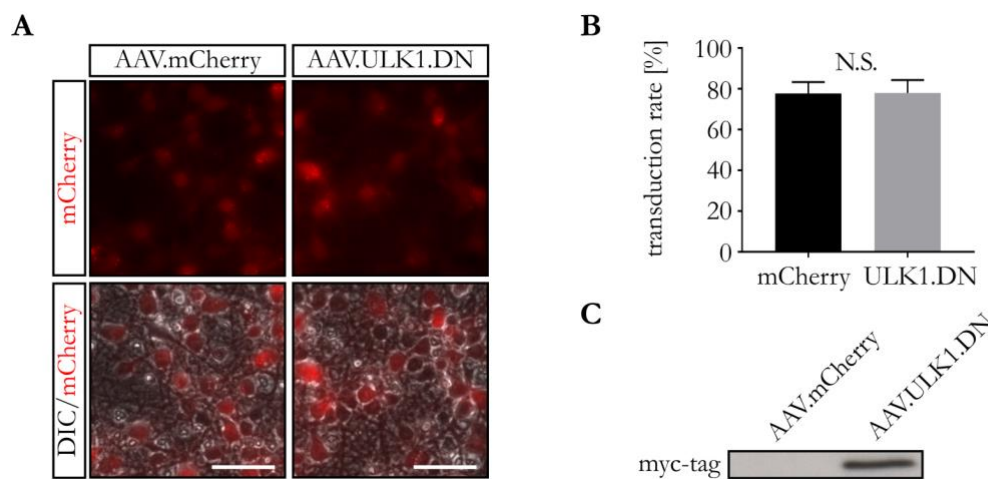 A
AAV.mCherry
AAV.ULK1.DN
mCherry
DIC/mCherry
B
transduction rate [%]
100
80
60
40
20
0
N.S.
mCherry
ULK1.DN
C
AAV.mCherry
AAV.ULK1.DN
myc-tag